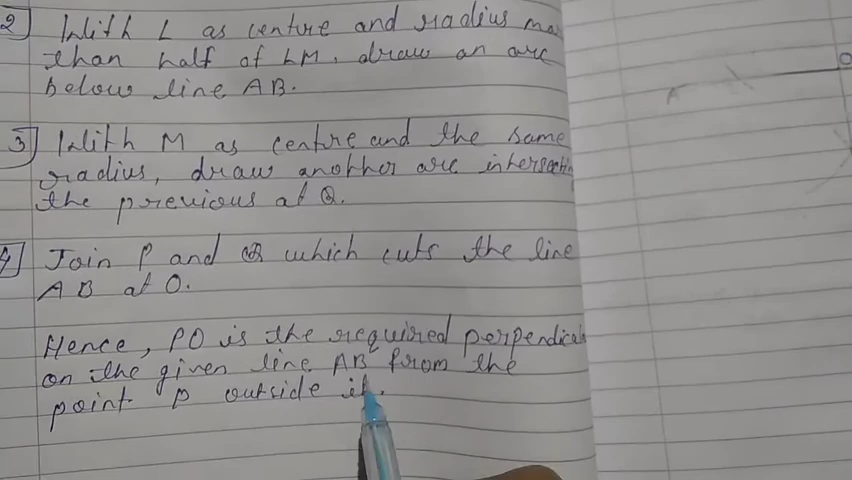 2 With L as centre and radius mo
than half of LM, draw an arc
below line AB.
3 With M as centre and the same
radius, draw another arc intersecting
the previous at Q.
4 Join P and Q which cuts the line
AB at O.
Hence, PO is the required perpendicula
on the given line AB from the
point P outside it.
A